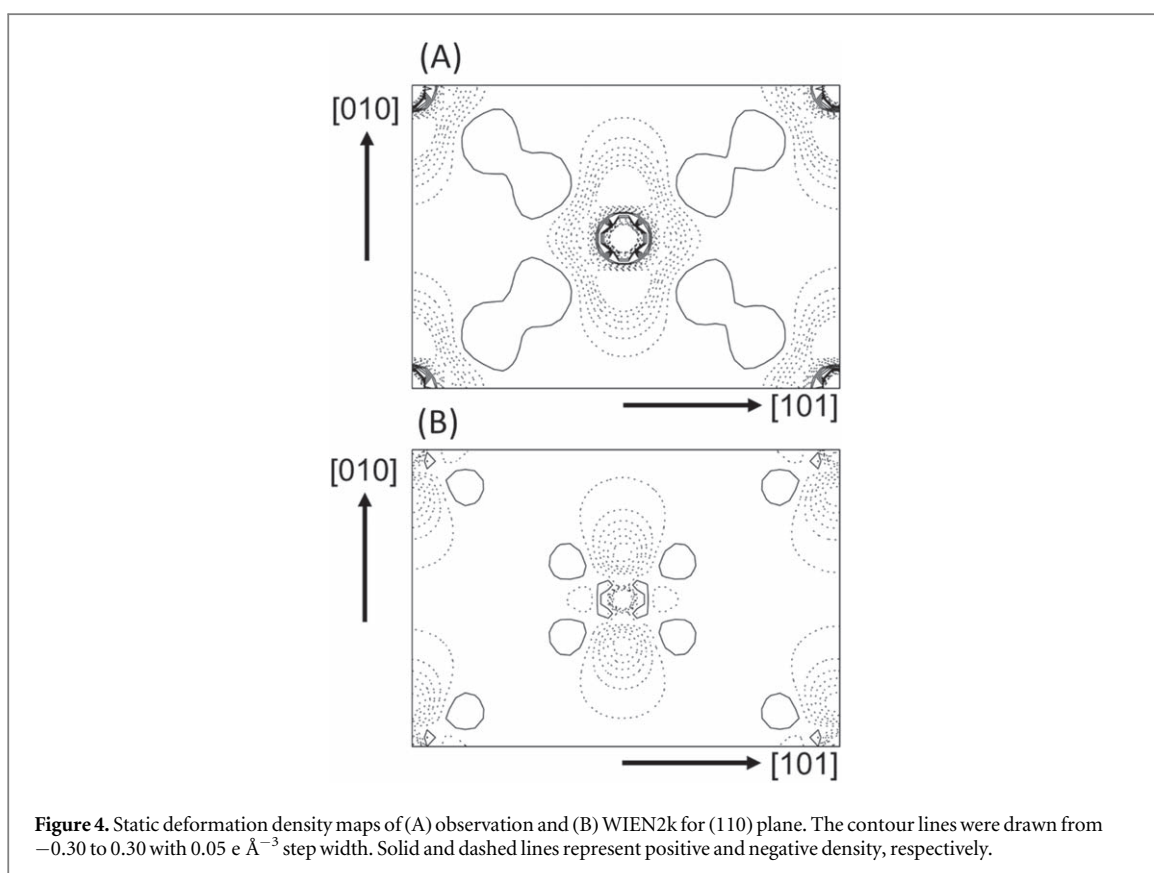 (A)
[010]
[101]
(B)
[010]
[101]
Figure 4. Static deformation density maps of (A) observation and (B) WIEN2k for (110) plane. The contour lines were drawn from
−0.30 to 0.30 with 0.05 e Å⁻³ step width. Solid and dashed lines represent positive and negative density, respectively.